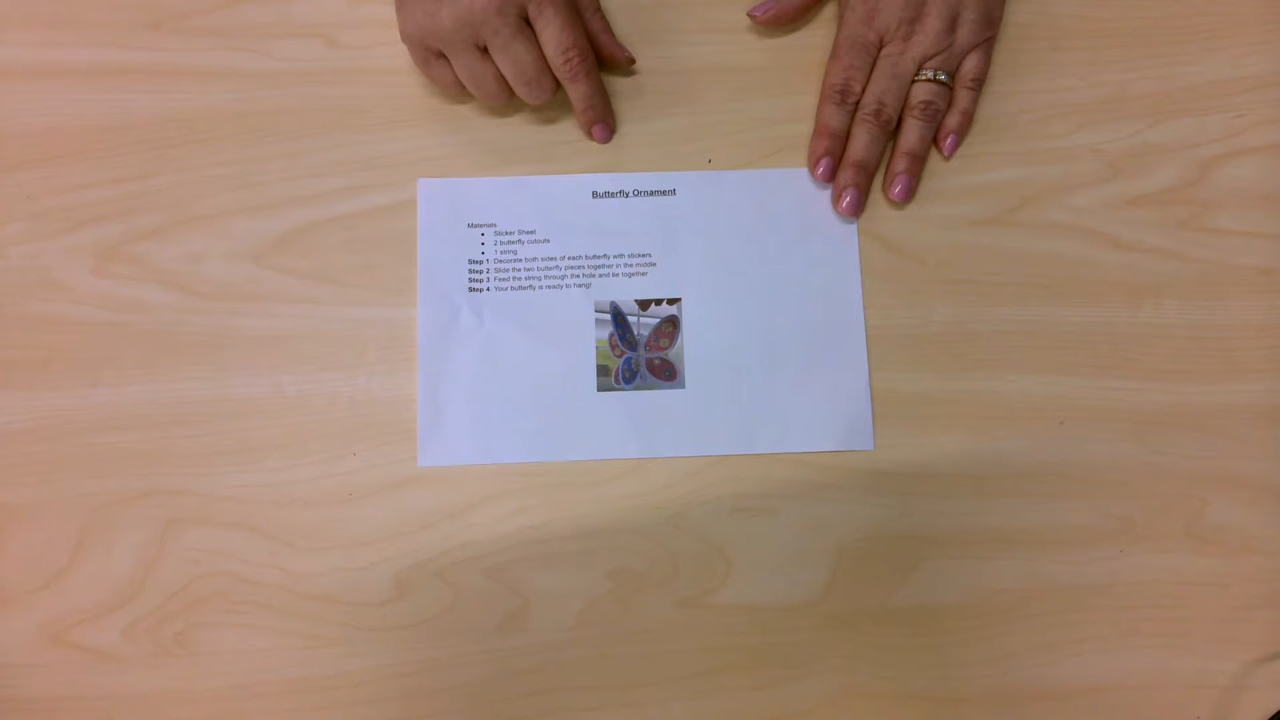 Butterfly Ornament
Materials
Sticker Sheet
2 butterfly cutouts
1 string
Step 1: Decorate both sides of each butterfly with stickers.
Step 2: Slide the two butterfly pieces together in the middle
Step 3: Feed the string through the hole and tie together
Step 4: Your butterfly is ready to hang!